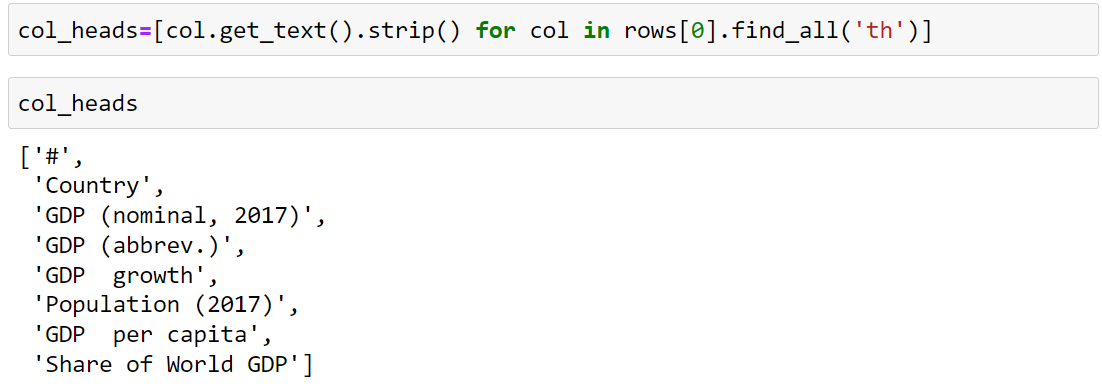 col_heads=[col.get_text().strip() for col in rows[0].find_all('th')]
col_heads
['#',
 'Country',
 'GDP (nominal, 2017)',
 'GDP (abbrev.)',
 'GDP  growth',
 'Population (2017)',
 'GDP  per capita',
 'Share of World GDP']